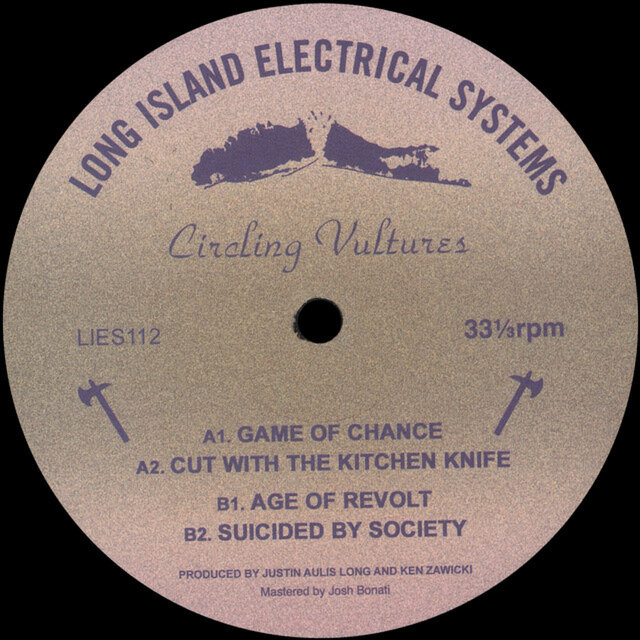 LONG ISLAND ELECTRICAL SYSTEMS
Circling Vultures
LIES112
33⅓rpm
A1. GAME OF CHANCE
A2. CUT WITH THE KITCHEN KNIFE
B1. AGE OF REVOLT
B2. SUICIDED BY SOCIETY
PRODUCED BY JUSTIN AULIS LONG AND KEN ZAWICKI
Mastered by Josh Bonati